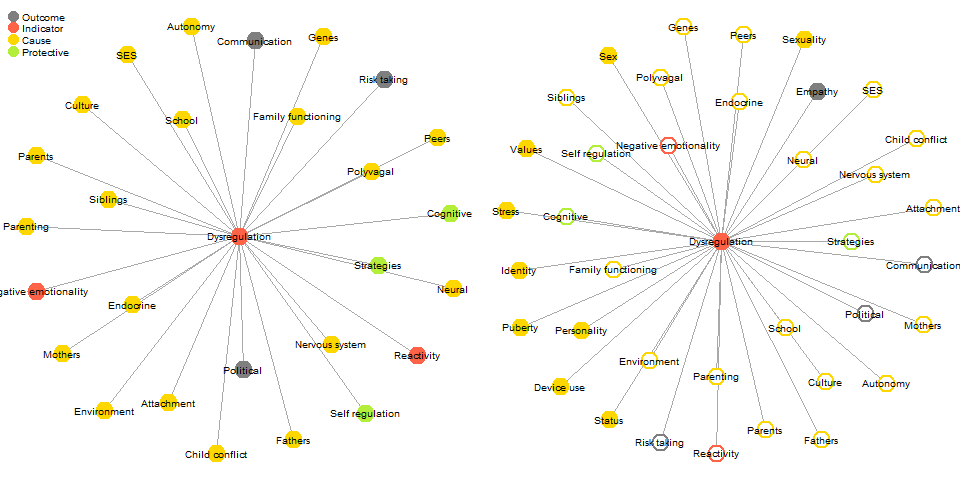 Outcome
Indicator
Cause
Protective
Autonomy
Communication
Genes
SES
Risk taking
Culture
School
Family functioning
Peers
Parents
Polyvagal
Siblings
Cognitive
Parenting
Dysregulation
Strategies
Neural
gative emotionality
Endocrine
Mothers
Nervous system
Reactivity
Political
Environment
Attachment
Self regulation
Fathers
Child conflict
Genes
Peers
Sexuality
Sex
Polyvagal
Siblings
Endocrine
Empathy
SES
Child conflict
Values
Self regulation
Negative emotionality
Neural
Nervous system
Stress
Cognitive
Attachment
Dysregulation
Strategies
Identity
Family functioning
Communication
Puberty
Personality
Political
Mothers
School
Environment
Device use
Parenting
Culture
Autonomy
Status
Risk taking
Parents
Fathers
Reactivity